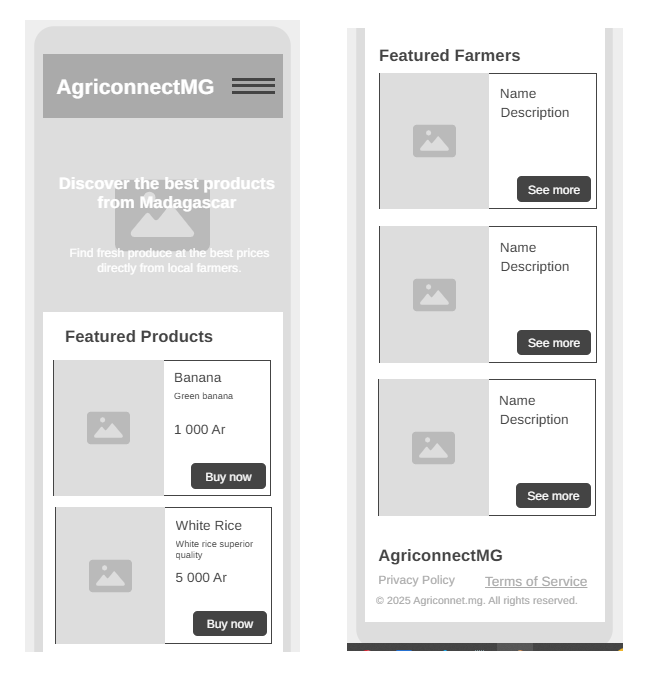 AgriconnectMG
Discover the best products
from Madagascar
Find fresh produce at the best prices
directly from local farmers.
Featured Products
Banana
Green banana
1 000 Ar
Buy now
White Rice
White rice superior
quality
5 000 Ar
Buy now
Featured Farmers
Name
Description
See more
Name
Description
See more
Name
Description
See more
AgriconnectMG
Privacy Policy
Terms of Service
© 2025 Agriconnet.mg. All rights reserved.